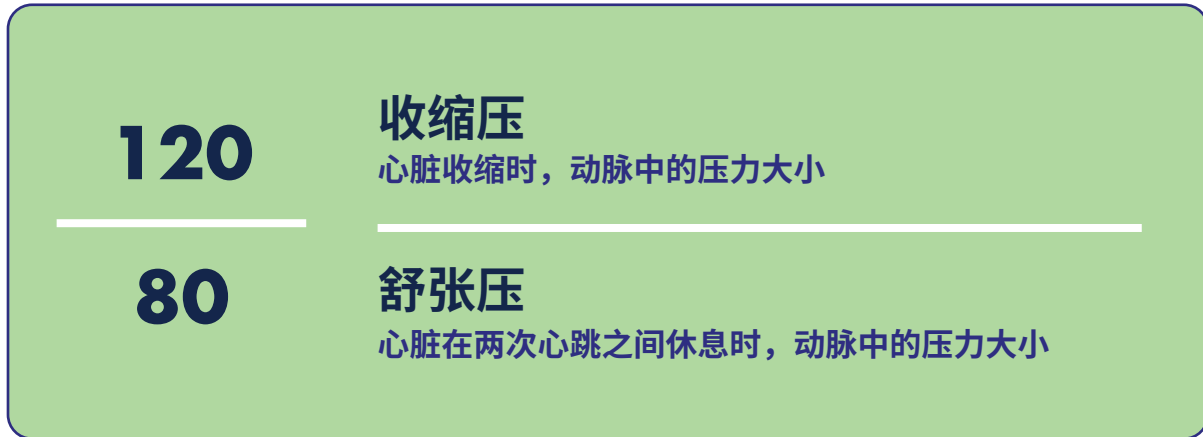 120
收缩压
心脏收缩时，动脉中的压力大小
80
舒张压
心脏在两次心跳之间休息时，动脉中的压力大小